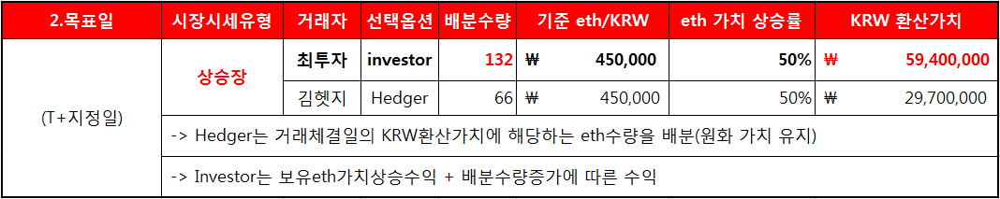 2.목표일 시장시세유형 거래자 선택옵션 배분수량 기준 eth/KRW eth 가치 상승률 KRW 환산가치
(T+지정일) 상승장 최투자 investor 132 ₩ 450,000 50% ₩ 59,400,000
김헷지 Hedger 66 ₩ 450,000 50% ₩ 29,700,000
-> Hedger는 거래체결일의 KRW환산가치에 해당하는 eth수량을 배분(원화 가치 유지)
-> Investor는 보유eth가치상승수익 + 배분수량증가에 따른 수익